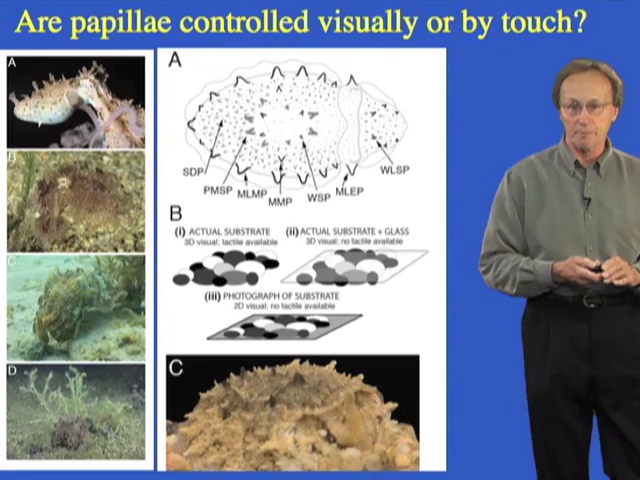 Are papillae controlled visually or by touch?
A
B
C
D
A
SDP
PMSP
MLMP
MMP
WSP
MLEP
WLSP
B
(i) ACTUAL SUBSTRATE
3D visual; tactile available
(ii) ACTUAL SUBSTRATE + GLASS
3D visual; no tactile available
(iii) PHOTOGRAPH OF SUBSTRATE
2D visual; no tactile available
C